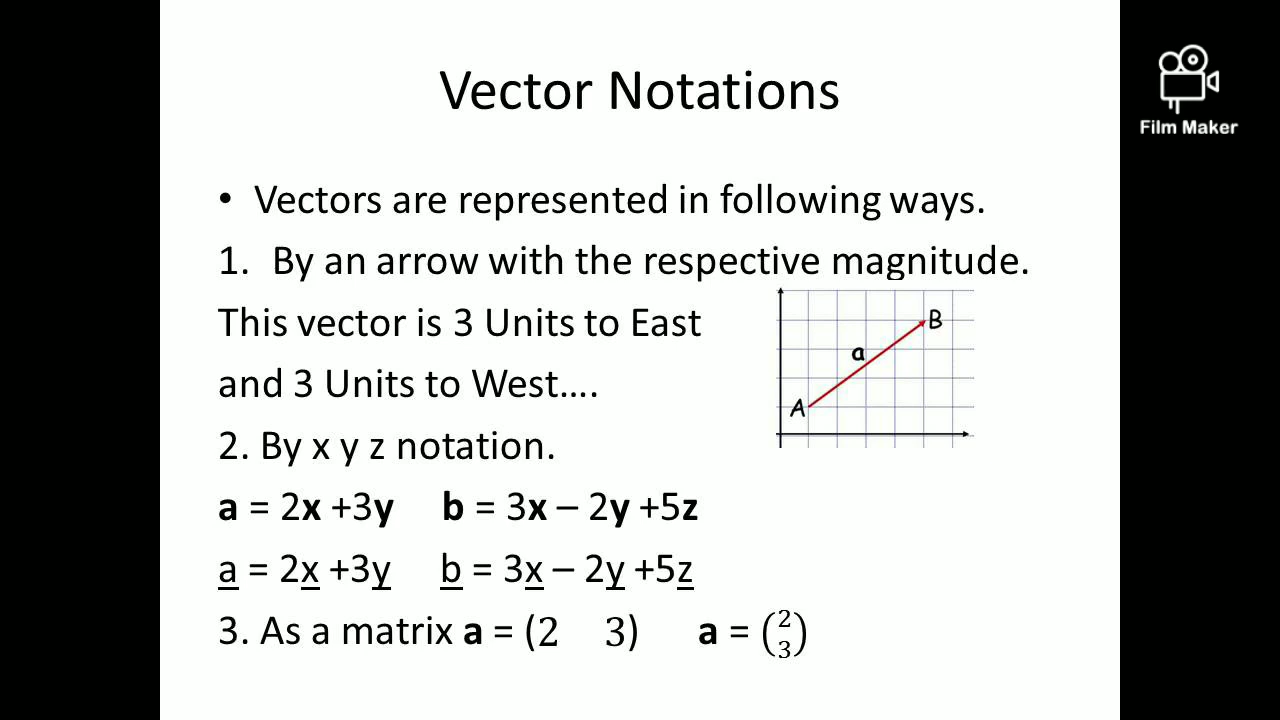 Vector Notations
Film Maker
• Vectors are represented in following ways.
1. By an arrow with the respective magnitude.
This vector is 3 Units to East
and 3 Units to West....
B
a
A
2. By x y z notation.
a = 2x +3y b = 3x – 2y +5z
a = 2x +3y b = 3x – 2y +5z
3. As a matrix a = (2 3) a = (2 3)